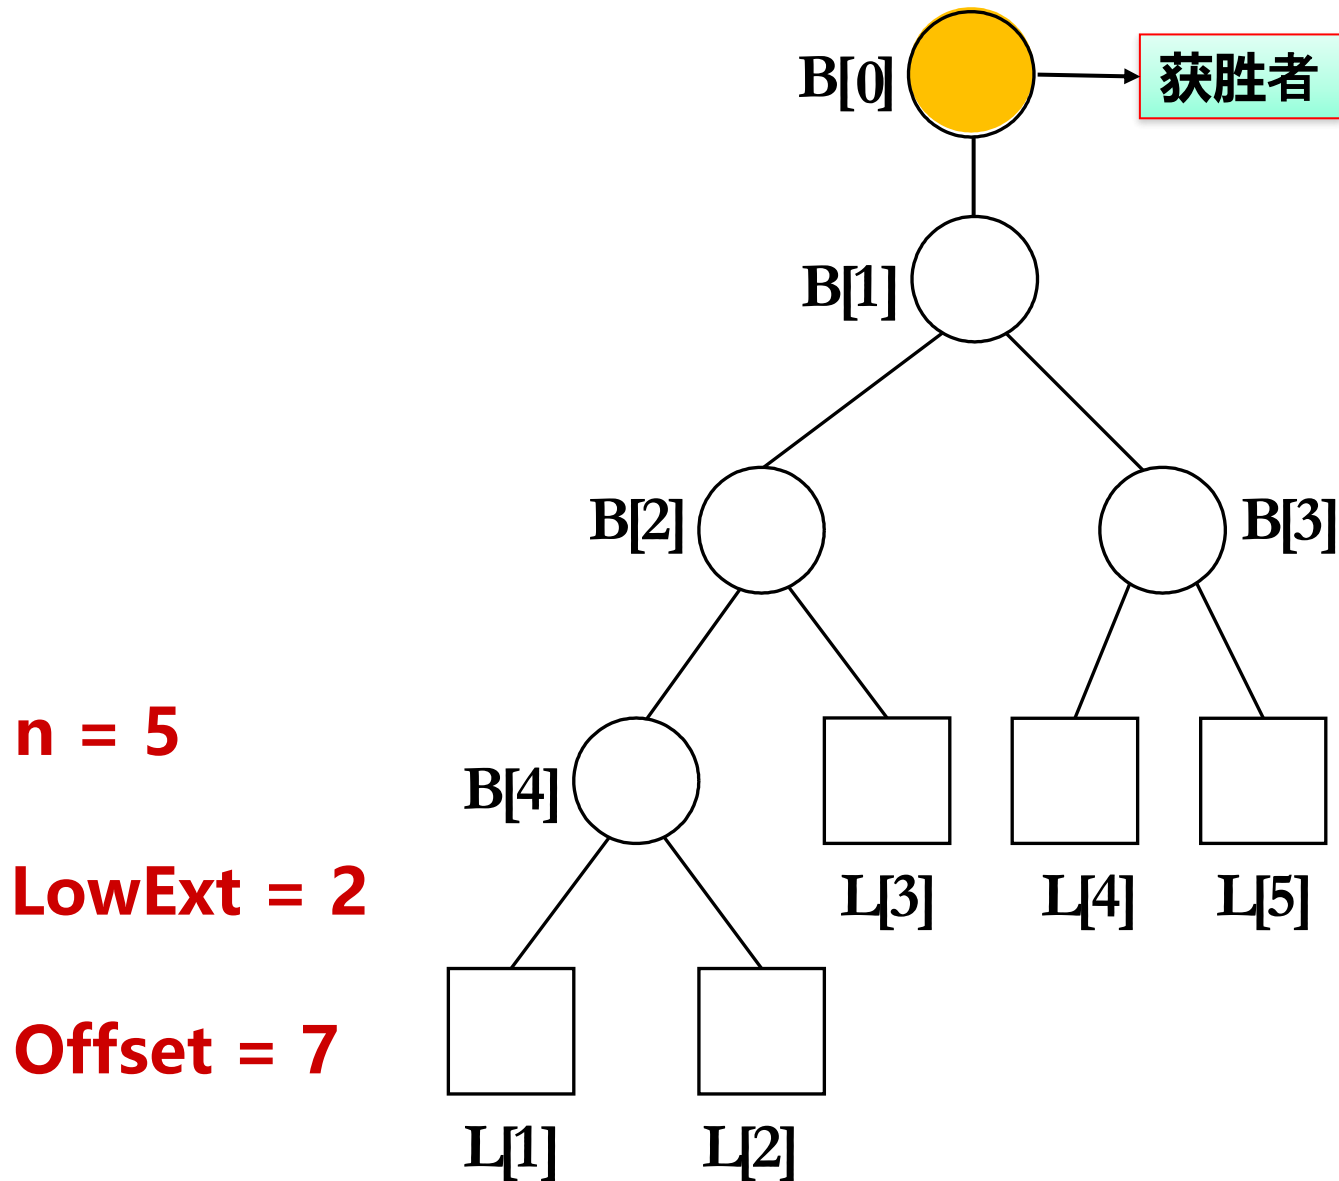 B[0]
获胜者
B[1]
B[2]
B[3]
n = 5
B[4]
LowExt = 2
L[3]
L[4]
L[5]
Offset = 7
L[1]
L[2]